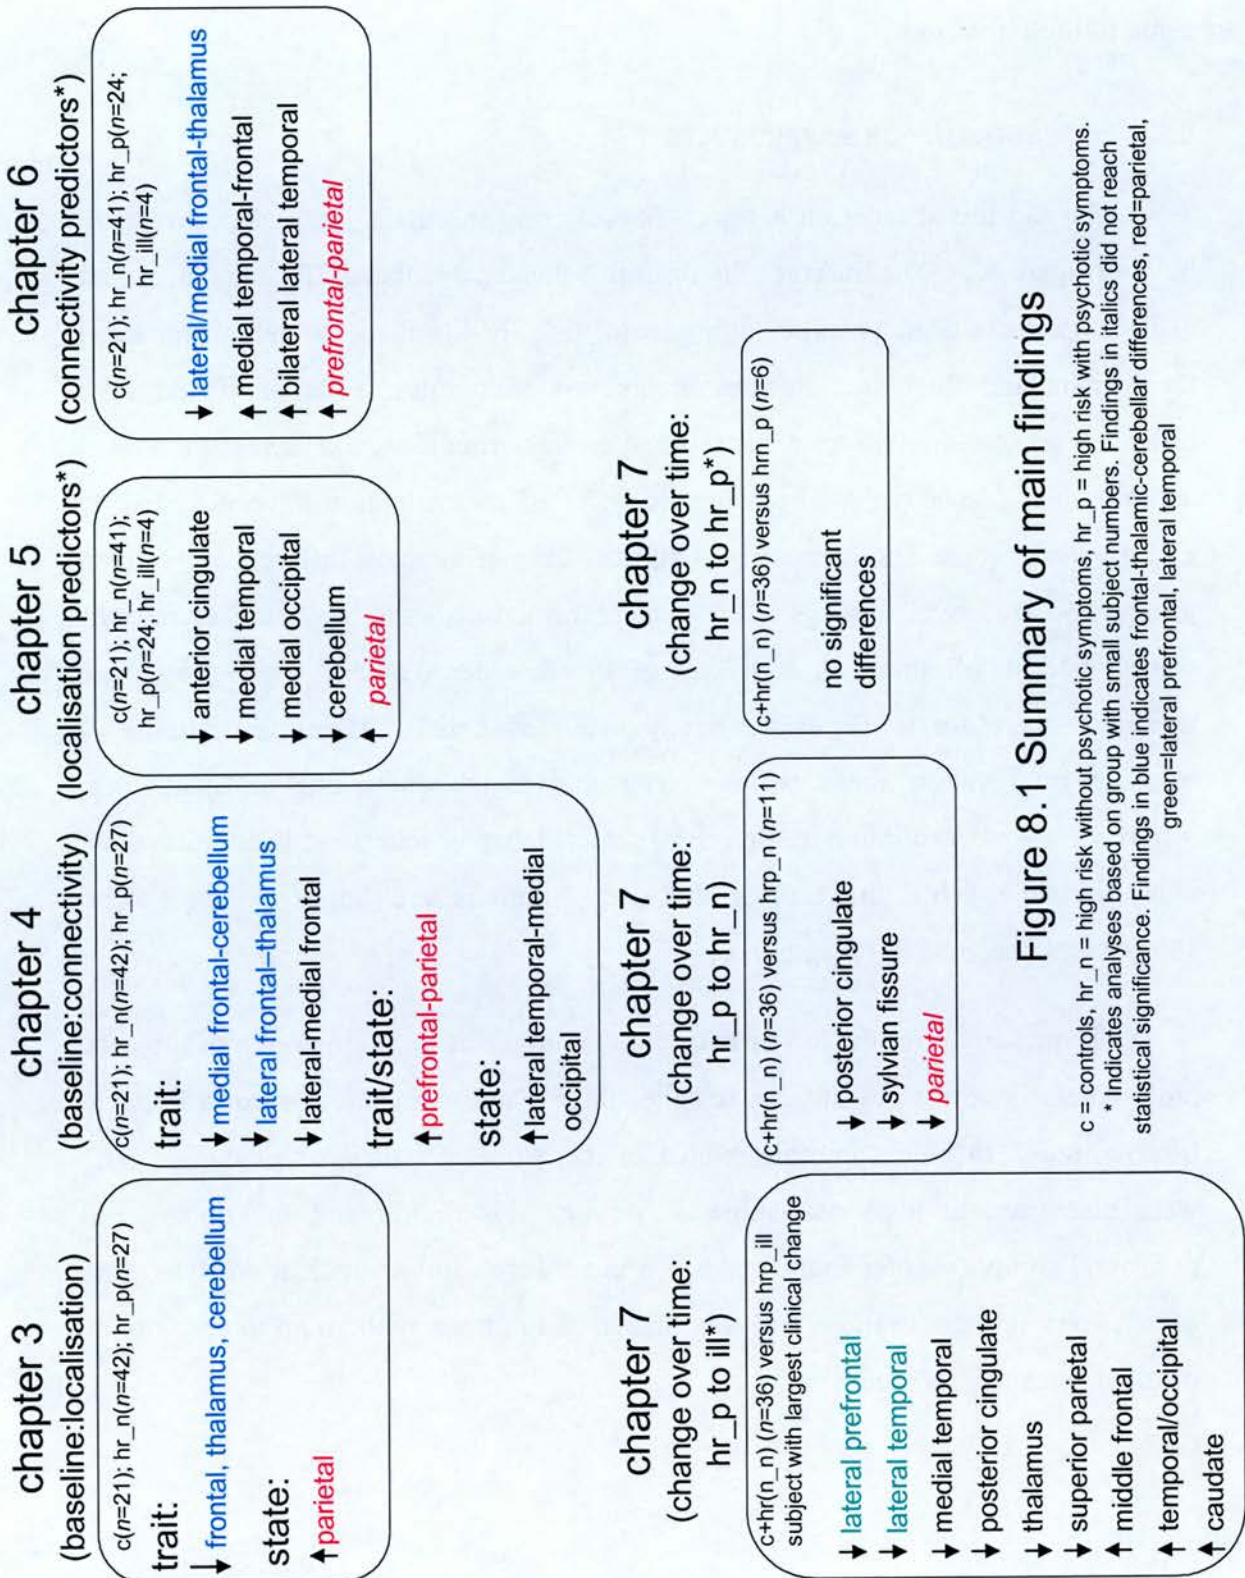 chapter 3
(baseline:localisation)
c(n=21); hr_n(n=42); hr_p(n=27)
trait:
↓ frontal, thalamus, cerebellum
state:
↑parietal
chapter 4
(baseline:connectivity)
c(n=21); hr_n(n=42); hr_p(n=27)
trait:
↓medial frontal-cerebellum
↓lateral frontal–thalamus
↓lateral-medial frontal
trait/state:
↑prefrontal-parietal
state:
↑lateral temporal-medial
occipital
chapter 5
(localisation predictors*)
c(n=21); hr_n(n=41);
hr_p(n=24; hr_ill(n=4)
↓ anterior cingulate
↓ medial temporal
↓ medial occipital
↓ cerebellum
↑ parietal
chapter 6
(connectivity predictors*)
c(n=21); hr_n(n=41); hr_p(n=24;
hr_ill(n=4)
↓ lateral/medial frontal-thalamus
↑ medial temporal-frontal
↑ bilateral lateral temporal
↑ prefrontal-parietal
chapter 7
(change over time:
hr_p to ill*)
c+hr(n_n) (n=36) versus hrp_ill
subject with largest clinical change
↓ lateral prefrontal
↓ lateral temporal
↓ medial temporal
↓ posterior cingulate
↓ thalamus
↓ superior parietal
↑ middle frontal
↑ temporal/occipital
↑ caudate
chapter 7
(change over time:
hr_p to hr_n)
c+hr(n_n) (n=36) versus hrp_n (n=11)
↓ posterior cingulate
↓ sylvian fissure
↓ parietal
chapter 7
(change over time:
hr_n to hr_p*)
c+hr(n_n) (n=36) versus hrn_p (n=6)
no significant
differences
Figure 8.1 Summary of main findings
c = controls, hr_n = high risk without psychotic symptoms, hr_p = high risk with psychotic symptoms.
* Indicates analyses based on group with small subject numbers. Findings in italics did not reach
statistical significance. Findings in blue indicates frontal-thalamic-cerebellar differences, red=parietal,
green=lateral prefrontal, lateral temporal